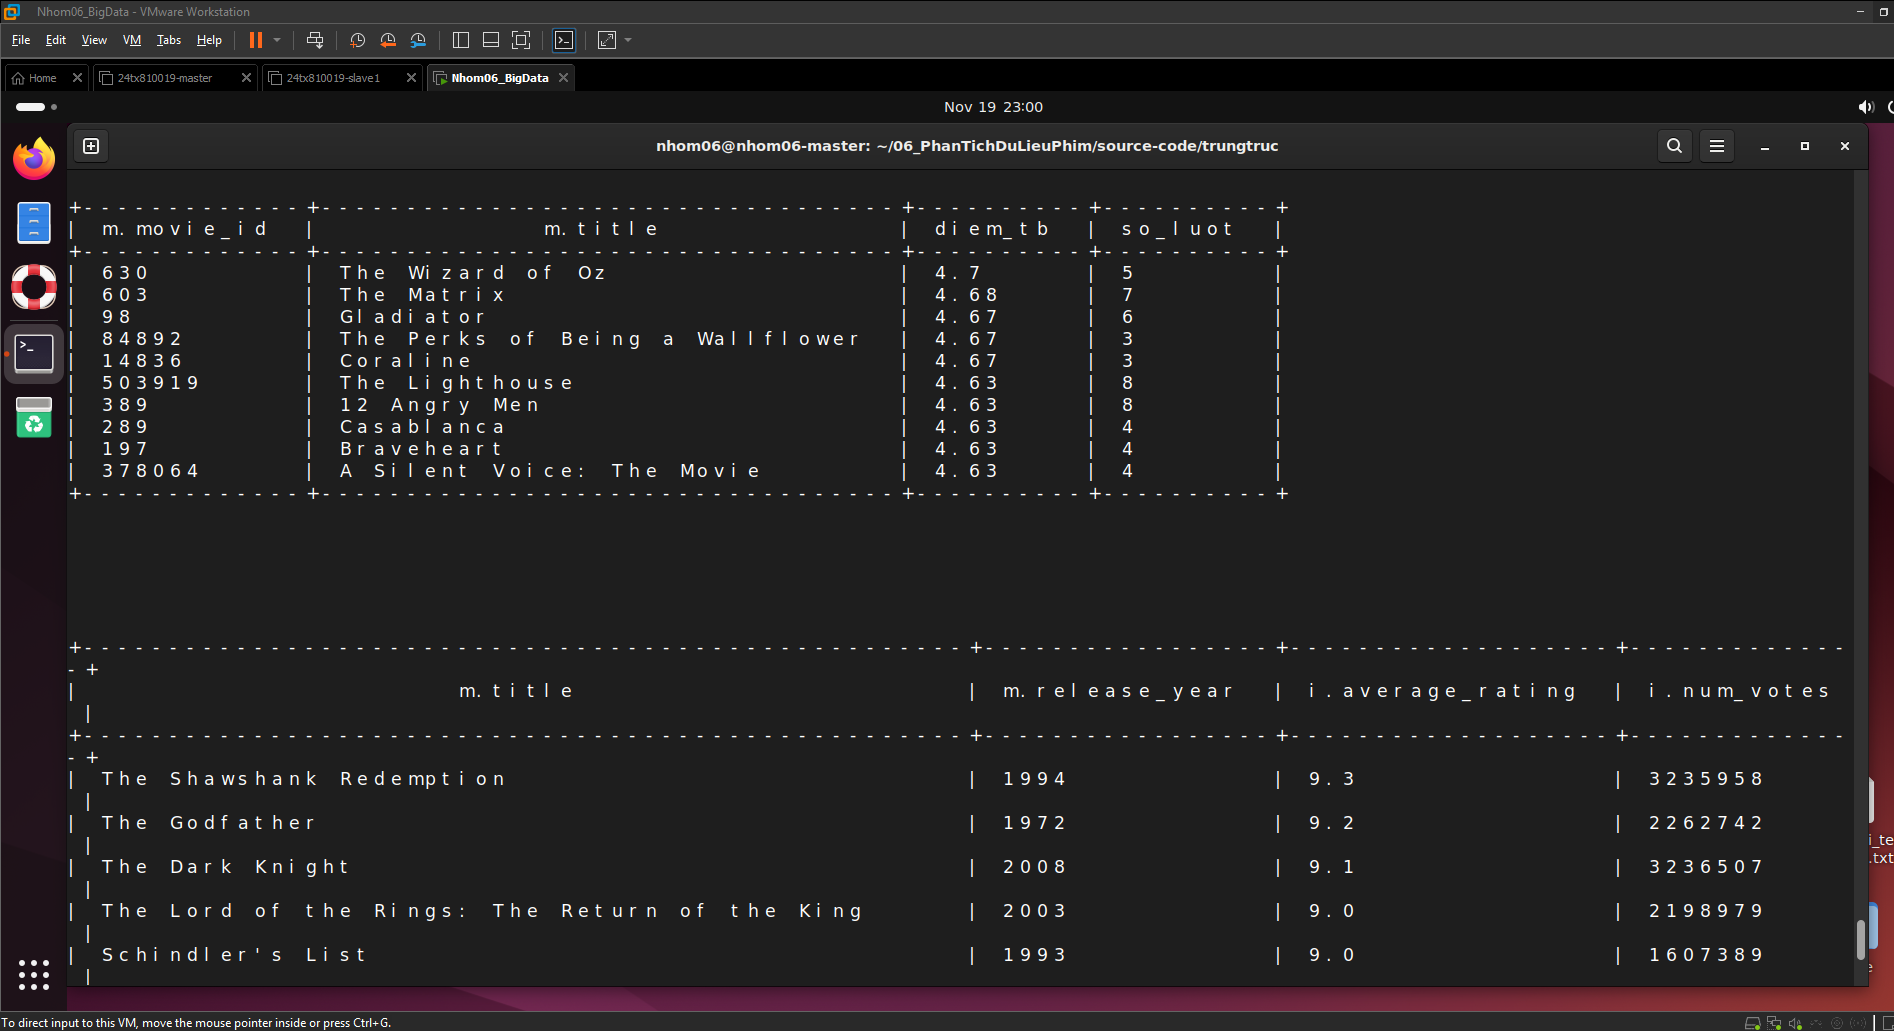 Nhom06_BigData - VMware Workstation
File Edit View VM Tabs Help
Home 24tx810019-master 24tx810019-slave1 Nhom06_BigData
Nov 19 23:00
nhom06@nhom06-master: ~/06_PhanTichDuLieuPhim/source-code/trungtruc
+-------------+----------------------------------+-----------+-----------+
| m.movie_id | m.title | diem_tb | so_luot |
+-------------+----------------------------------+-----------+-----------+
| 630 | The Wizard of Oz | 4.7 | 5 |
| 603 | The Matrix | 4.68 | 7 |
| 98 | Gladiator | 4.67 | 6 |
| 84892 | The Perks of Being a Wallflower | 4.67 | 3 |
| 14836 | Coraline | 4.67 | 3 |
| 503919 | The Lighthouse | 4.63 | 8 |
| 389 | 12 Angry Men | 4.63 | 8 |
| 289 | Casablanca | 4.63 | 4 |
| 197 | Braveheart | 4.63 | 4 |
| 378064 | A Silent Voice: The Movie | 4.63 | 4 |
+-------------+----------------------------------+-----------+-----------+
+----------------------------------------------------+-----------------+-------------------+-------------
-+
| m.title | m.release_year | i.average_rating | i.num_votes
|
+----------------------------------------------------+-----------------+-------------------+-------------
-+
| The Shawshank Redemption | 1994 | 9.3 | 3235958
|
| The Godfather | 1972 | 9.2 | 2262742
|
| The Dark Knight | 2008 | 9.1 | 3236507
|
| The Lord of the Rings: The Return of the King | 2003 | 9.0 | 2198979
|
| Schindler's List | 1993 | 9.0 | 1607389
|
i_te
.txt
To direct input to this VM, move the mouse pointer inside or press Ctrl+G.